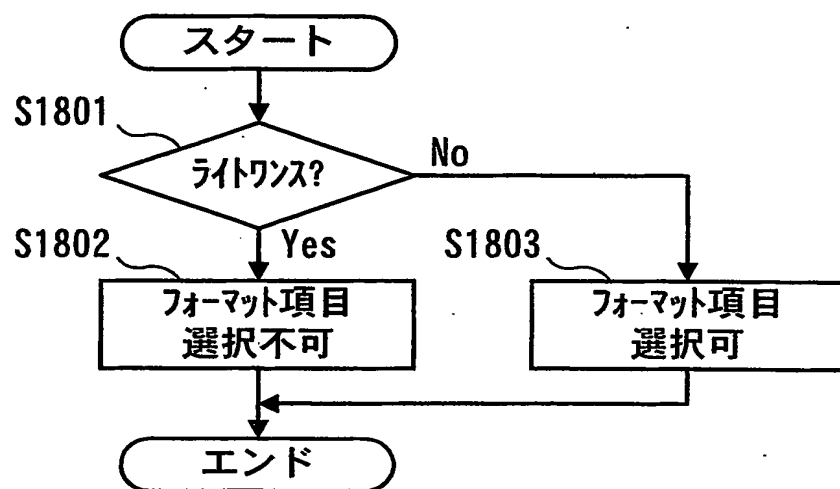 スタート
S1801
ライトワンス?
No
S1802
Yes
S1803
フォーマット項目
選択不可
フォーマット項目
選択可
エンド